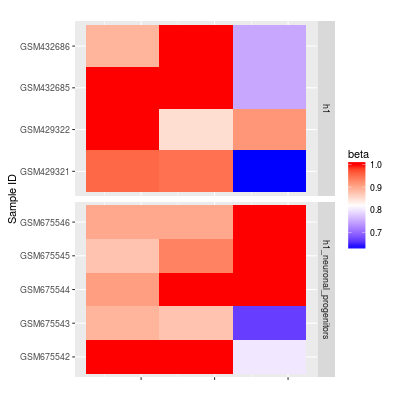 GSM432686
GSM432685
GSM429322
GSM429321
h1
GSM675546
GSM675545
GSM675544
GSM675543
GSM675542
h1_neuronal_progenitors
Sample ID
beta
1.0
0.9
0.8
0.7